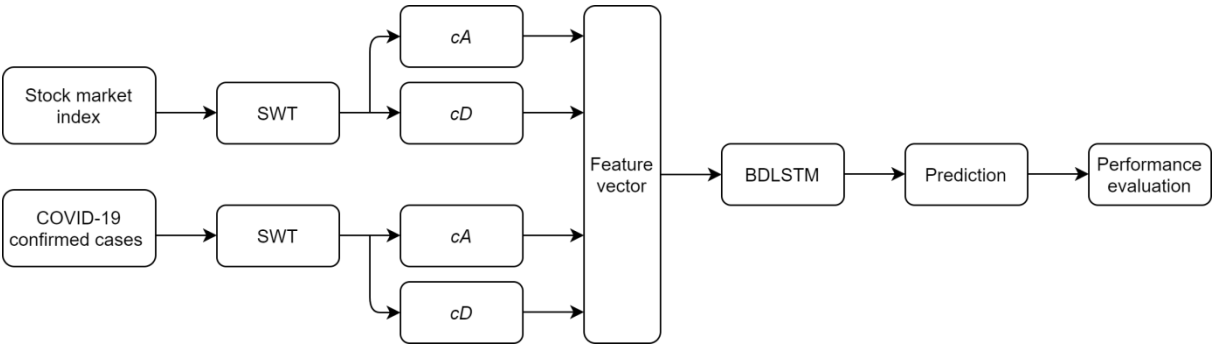 Stock market
index
SWT
cA
cD
COVID-19
confirmed cases
SWT
cA
cD
Feature
vector
BDLSTM
Prediction
Performance
evaluation